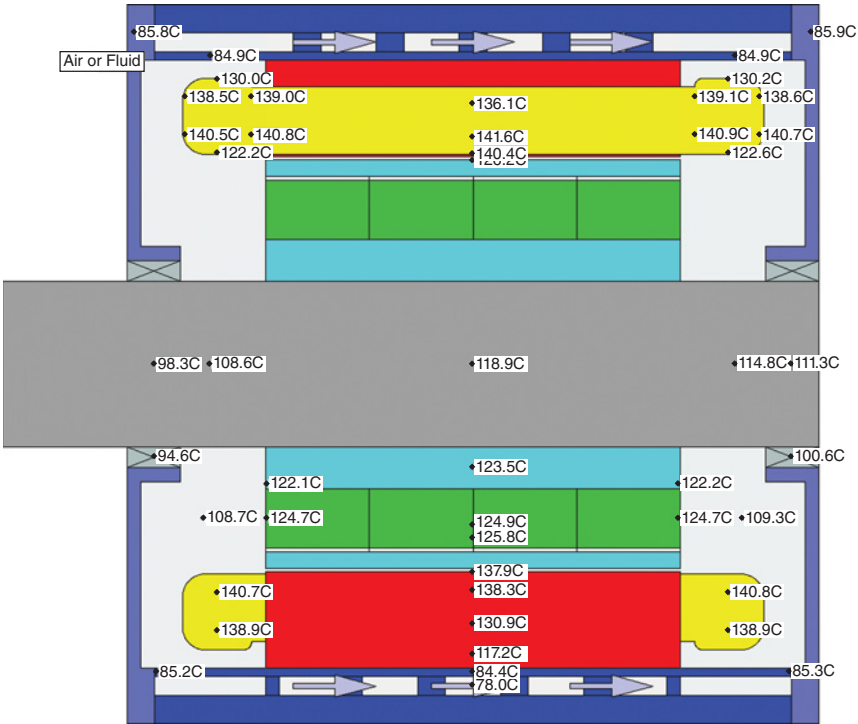 85.8C 85.9C
84.9C 84.9C
Air or Fluid
130.0C 130.2C
138.5C 139.0C 136.1C 139.1C 138.6C
140.5C 140.8C 141.6C 140.9C 140.7C
122.2C 140.4C 122.6C
98.3C 108.6C 118.9C 114.8C 111.3C
94.6C 100.6C
123.5C
122.1C 122.2C
108.7C 124.7C 124.9C 124.7C 109.3C
125.8C
137.9C
140.7C 138.3C 140.8C
138.9C 130.9C 138.9C
117.2C
85.2C 84.4C 85.3C
78.0C